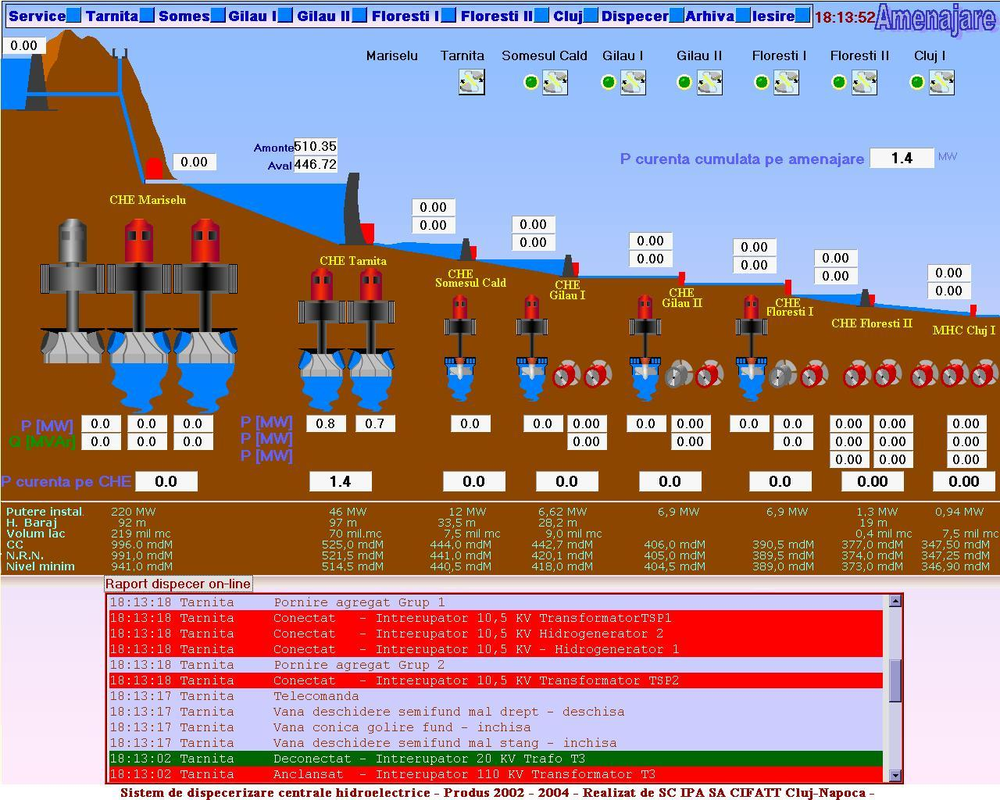 Service Tarnita Somes Gilau I Gilau II Floresti I Floresti II Cluj Dispecer Arhiva Iesire 18:13:52 Amenajare
0.00
Mariselu Tarnita Somesul Cald Gilau I Gilau II Floresti I Floresti II Cluj I
Amonte 510.35
Aval 446.72
0.00
P curenta cumulata pe amenajare 1.4 MW
CHE Mariselu
0.00
0.00
0.00
0.00
0.00
0.00
0.00
0.00
0.00
0.00
0.00
0.00
CHE Tarnita
CHE
Somesul Cald
CHE
Gilau I
CHE
Gilau II
CHE
Floresti I
CHE Floresti II
MHC Cluj I
P [MW] 0.0 0.0 0.0 P [MW] 0.8 0.7 0.0 0.0 0.00 0.0 0.00 0.0 0.0 0.00 0.00 0.00
Q [MVAr] 0.0 0.0 0.0 P [MW] 0.00 0.00 0.0 0.00 0.00 0.00
P [MW] 0.00 0.00 0.00
P curenta pe CHE 0.0 1.4 0.0 0.0 0.0 0.0 0.00 0.00
Putere instal. 220 MW 46 MW 12 MW 6,62 MW 6,9 MW 6,9 MW 1,3 MW 0,94 MW
H. Baraj 92 m 97 m 33,5 m 28,2 m 19 m
Volum lac 219 mil mc 70 mil.mc 7,5 mil mc 9,0 mil mc 0,4 mil mc 7,5 mil mc
CC 996,0 mdM 525,0 mdM 444,0 mdM 442,7 mdM 406,0 mdM 390,5 mdM 377,0 mdM 347,50 mdM
N.R.N. 991,0 mdM 521,5 mdM 441,0 mdM 420,1 mdM 405,0 mdM 389,5 mdM 374,0 mdM 347,25 mdM
Nivel minim 941,0 mdM 514,5 mdM 440,5 mdM 418,0 mdM 404,5 mdM 389,0 mdM 373,0 mdM 346,90 mdM
Raport dispecer on-line
18:13:18 Tarnita Pornire agregat Grup 1
18:13:18 Tarnita Conectat - Intrerupator 10,5 KV TransformatorTSP1
18:13:18 Tarnita Conectat - Intrerupator 10,5 KV Hidrogenerator 2
18:13:18 Tarnita Conectat - Intrerupator 10,5 KV - Hidrogenerator 1
18:13:18 Tarnita Pornire agregat Grup 2
18:13:18 Tarnita Conectat - Intrerupator 10,5 KV Transformator TSP2
18:13:17 Tarnita Telecomanda
18:13:17 Tarnita Vana deschidere semifund mal drept - deschisa
18:13:17 Tarnita Vana conica golire fund - inchisa
18:13:17 Tarnita Vana deschidere semifund mal stang - inchisa
18:13:02 Tarnita Deconectat - Intrerupator 20 KV Trafo T3
18:13:02 Tarnita Anclansat - Intrerupator 110 KV Transformator T3
Sistem de dispecerizare centrale hidroelectrice - Produs 2002 - 2004 - Realizat de SC IPA SA CIFATT Cluj-Napoca -